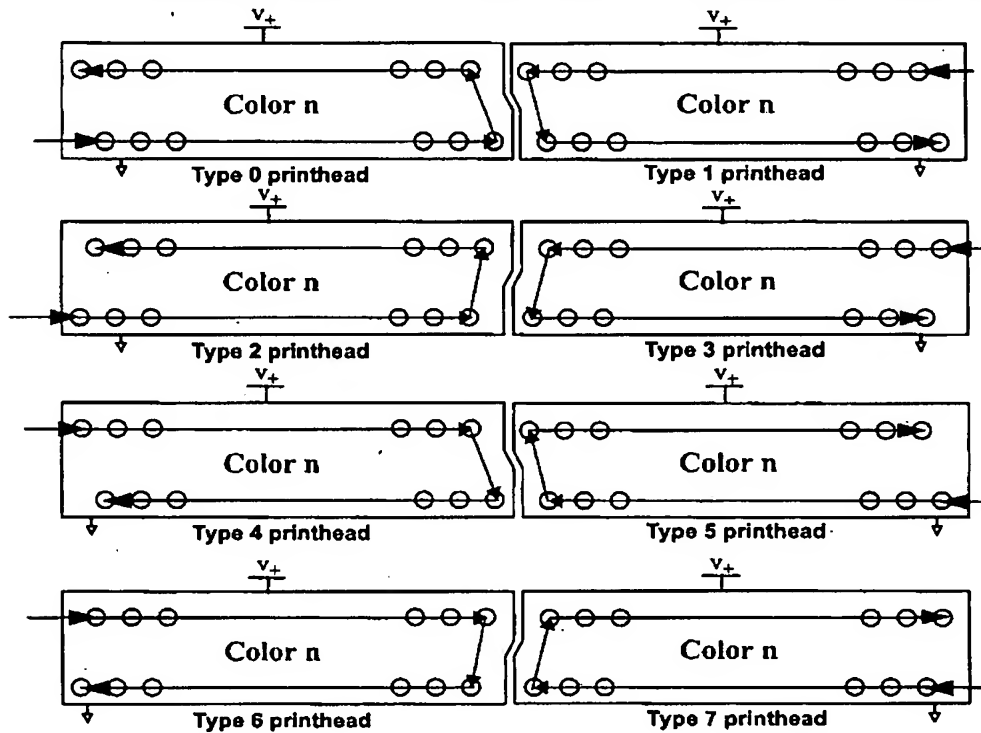 V+ V+
Color n Color n
Type 0 printhead Type 1 printhead
V+ V+
Color n Color n
Type 2 printhead Type 3 printhead
V+ V+
Color n Color n
Type 4 printhead Type 5 printhead
V+ V+
Color n Color n
Type 6 printhead Type 7 printhead